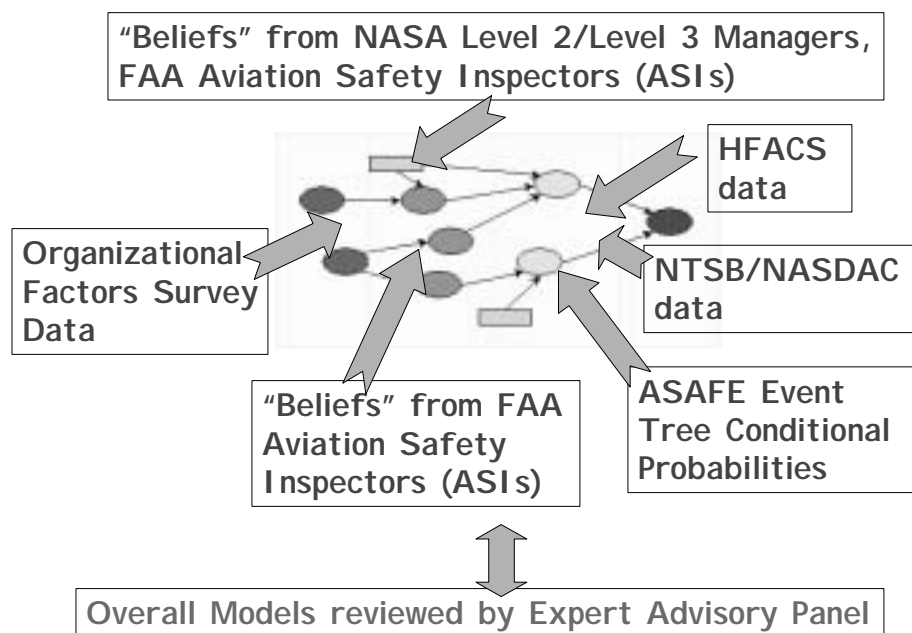 “Beliefs” from NASA Level 2/Level 3 Managers,
FAA Aviation Safety Inspectors (ASIs)
HFACS
data
Organizational
Factors Survey
Data
NTSB/NASDAC
data
“Beliefs” from FAA
Aviation Safety
Inspectors (ASIs)
ASAFE Event
Tree Conditional
Probabilities
Overall Models reviewed by Expert Advisory Panel